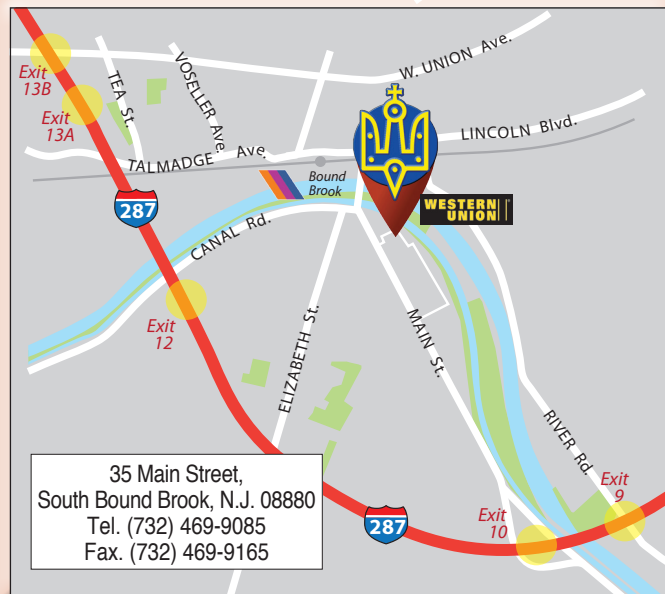 W. UNION Ave.
Exit
13B
TEA St.
VOSELLER Ave.
Exit
13A
LINCOLN Blvd.
TALMADGE Ave.
Bound
Brook
287
WESTERN
UNION
CANAL Rd.
Exit
12
MAIN St.
ELIZABETH St.
RIVER Rd.
35 Main Street,
South Bound Brook, N.J. 08880
Tel. (732) 469-9085
Fax. (732) 469-9165
287
Exit
10
Exit
9